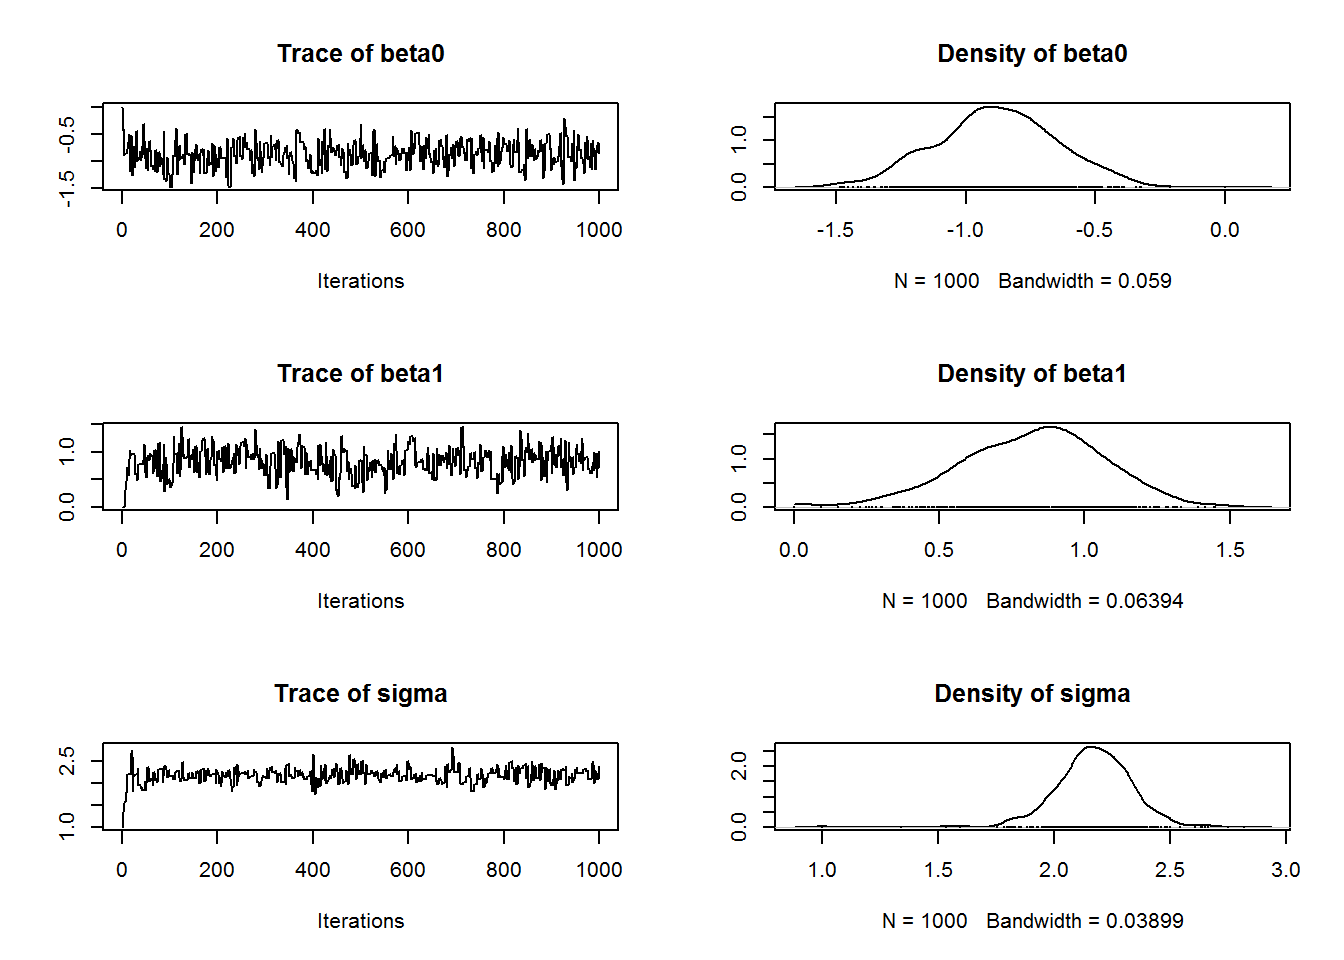 Trace of beta0
-0.5
-1.5
0 200 400 600 800 1000
Iterations
Density of beta0
1.0
0.0
-1.5 -1.0 -0.5 0.0
N = 1000 Bandwidth = 0.059
Trace of beta1
1.0
0.0
0 200 400 600 800 1000
Iterations
Density of beta1
1.0
0.0
0.0 0.5 1.0 1.5
N = 1000 Bandwidth = 0.06394
Trace of sigma
2.5
1.0
0 200 400 600 800 1000
Iterations
Density of sigma
2.0
0.0
1.0 1.5 2.0 2.5 3.0
N = 1000 Bandwidth = 0.03899